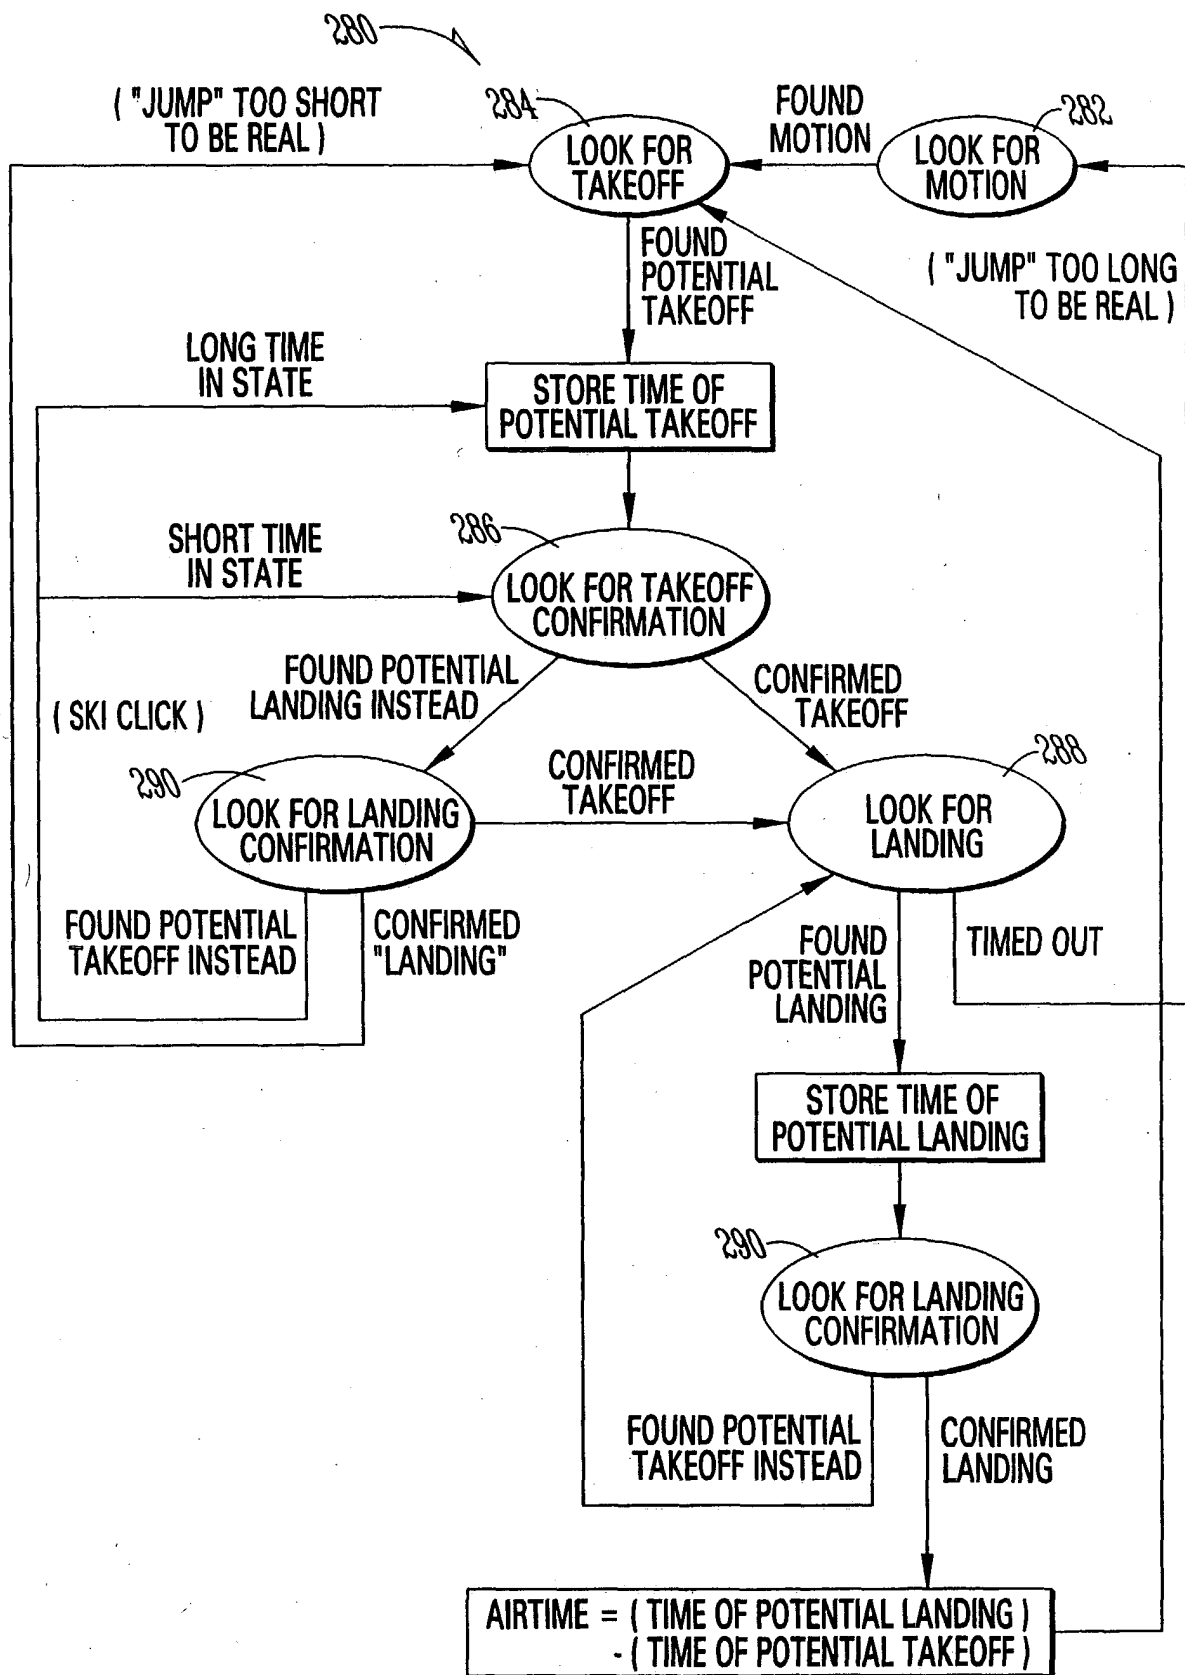 280
( "JUMP" TOO SHORT
TO BE REAL )
284
LOOK FOR
TAKEOFF
FOUND
MOTION
282
LOOK FOR
MOTION
FOUND
POTENTIAL
TAKEOFF
( "JUMP" TOO LONG
TO BE REAL )
LONG TIME
IN STATE
STORE TIME OF
POTENTIAL TAKEOFF
SHORT TIME
IN STATE
286
LOOK FOR TAKEOFF
CONFIRMATION
FOUND POTENTIAL
LANDING INSTEAD
CONFIRMED
TAKEOFF
( SKI CLICK )
290
LOOK FOR LANDING
CONFIRMATION
CONFIRMED
TAKEOFF
288
LOOK FOR
LANDING
FOUND POTENTIAL
TAKEOFF INSTEAD
CONFIRMED
"LANDING"
FOUND
POTENTIAL
LANDING
TIMED OUT
STORE TIME OF
POTENTIAL LANDING
290
LOOK FOR LANDING
CONFIRMATION
FOUND POTENTIAL
TAKEOFF INSTEAD
CONFIRMED
LANDING
AIRTIME = ( TIME OF POTENTIAL LANDING )
- ( TIME OF POTENTIAL TAKEOFF )